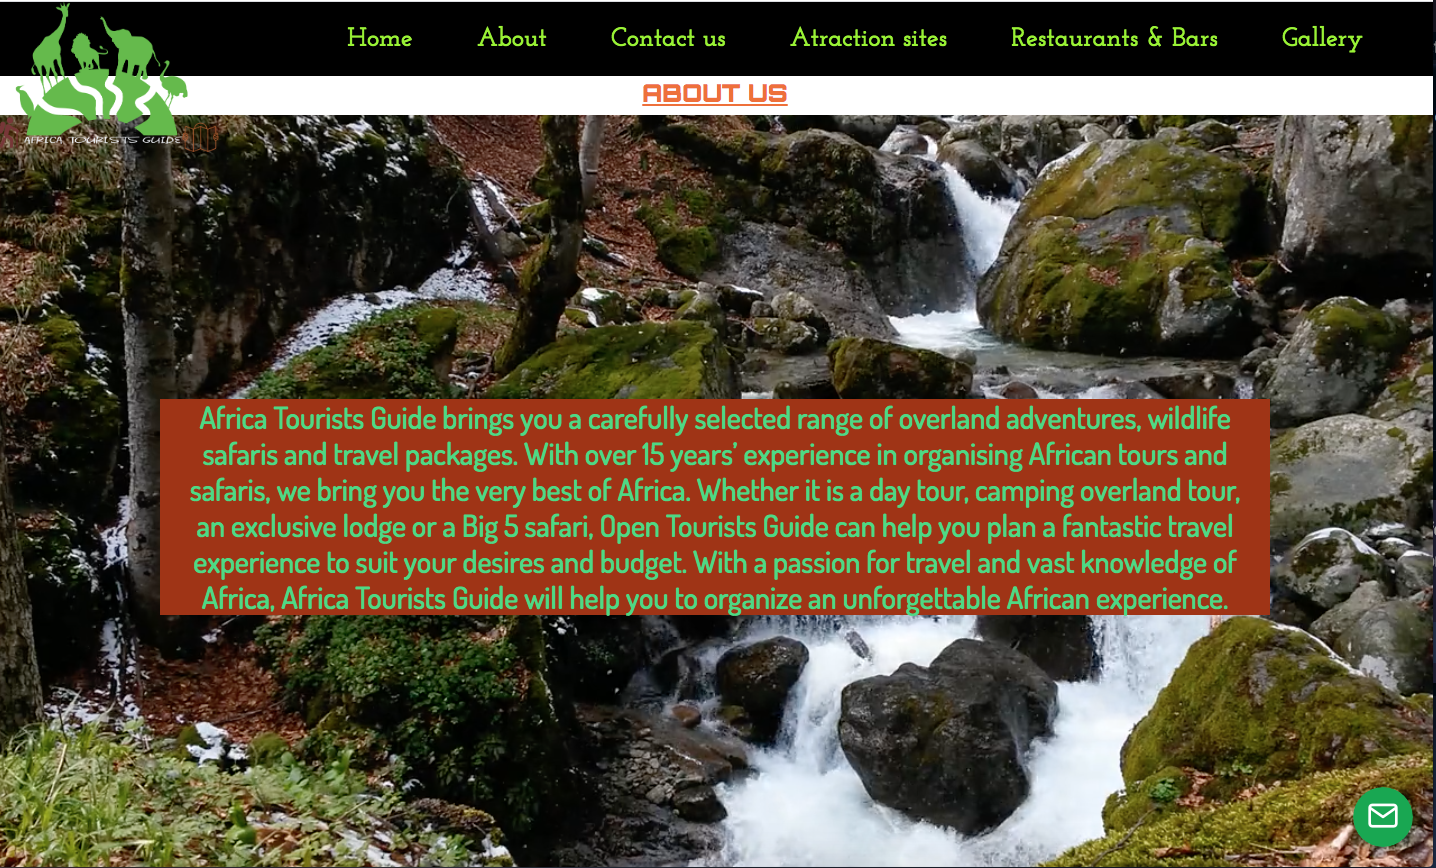 Home About Contact us Atraction sites Restaurants & Bars Gallery
ABOUT US
AFRICA TOURISTS GUIDE
Africa Tourists Guide brings you a carefully selected range of overland adventures, wildlife
safaris and travel packages. With over 15 years’ experience in organising African tours and
safaris, we bring you the very best of Africa. Whether it is a day tour, camping overland tour,
an exclusive lodge or a Big 5 safari, Open Tourists Guide can help you plan a fantastic travel
experience to suit your desires and budget. With a passion for travel and vast knowledge of
Africa, Africa Tourists Guide will help you to organize an unforgettable African experience.